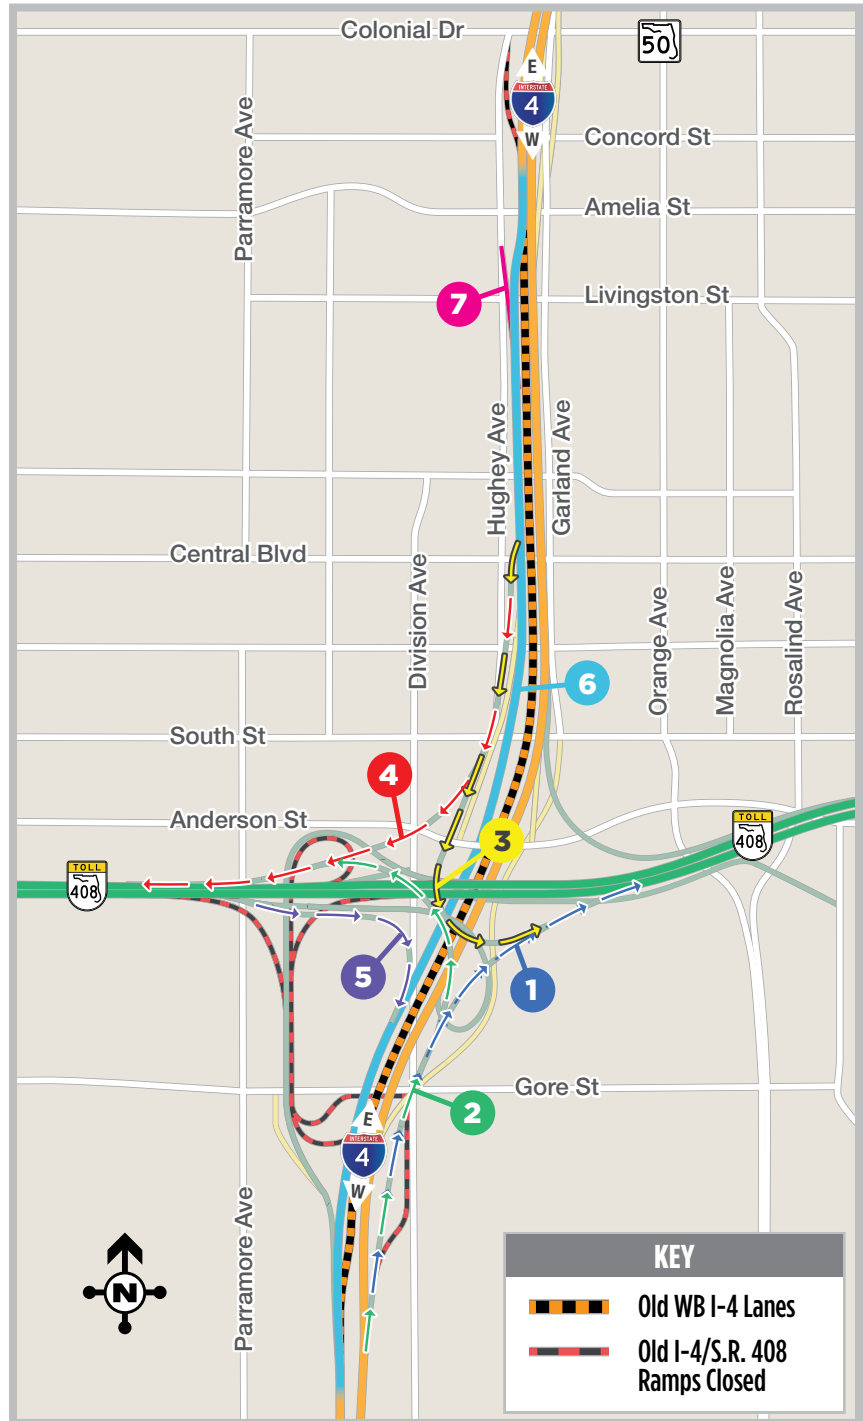 Colonial Dr
50
E
INTERSTATE
4
W
Concord St
Parramore Ave
Amelia St
Livingston St
7
Hughey Ave
Garland Ave
Central Blvd
Division Ave
Orange Ave
Magnolia Ave
Rosalind Ave
6
South St
4
Anderson St
3
TOLL
408
TOLL
408
5
1
Gore St
2
E
INTERSTATE
4
W
Parramore Ave
N
KEY
Old WB I-4 Lanes
Old I-4/S.R. 408
Ramps Closed